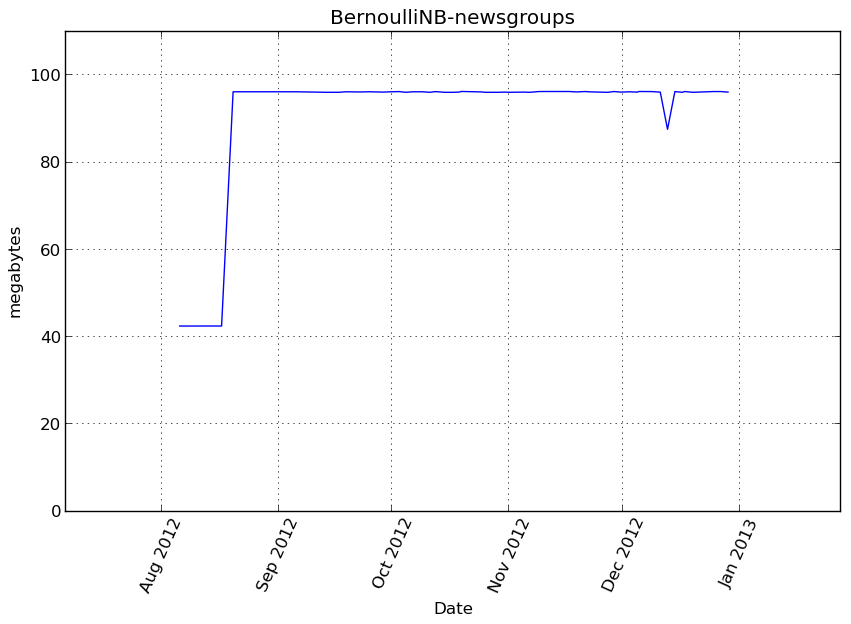 BernoulliNB-newsgroups
100
80
60
40
20
0
megabytes
Aug 2012
Sep 2012
Oct 2012
Nov 2012
Dec 2012
Jan 2013
Date